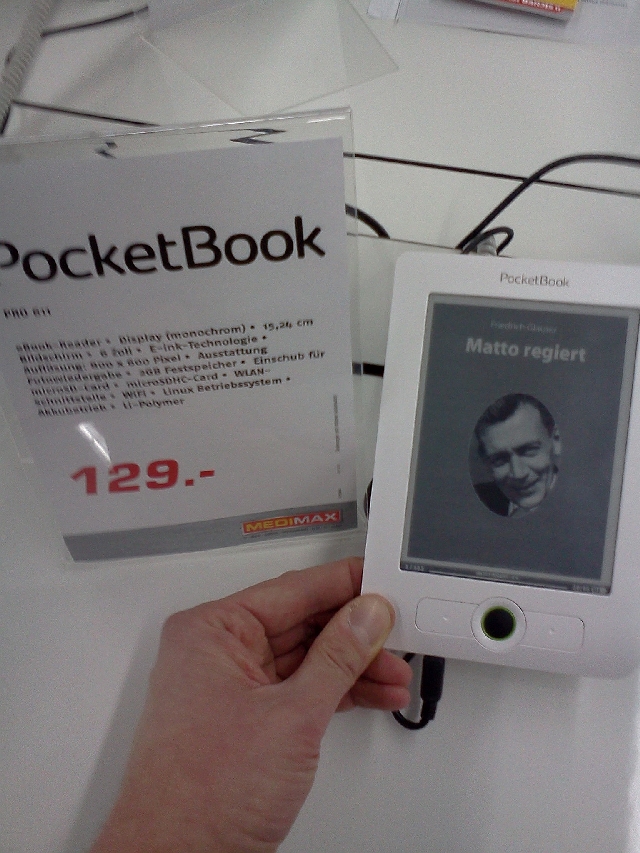 PocketBook
PRO 611
eBook-Reader • Display (monochrom) • 15,24 cm
Bildschirm • 6 Zoll • E-Ink-Technologie •
Auflösung: 800 x 600 Pixel • Ausstattung
Fotowiedergabe • 2GB Festspeicher • Einschub für
microSD-Card • microSDHC-Card • WLAN-
Schnittstelle • WiFi • Linux Betriebssystem •
Akkubetrieb • Li-Polymer
129.-
MEDIMAX
PocketBook
Friedrich Glauser
Matto regiert